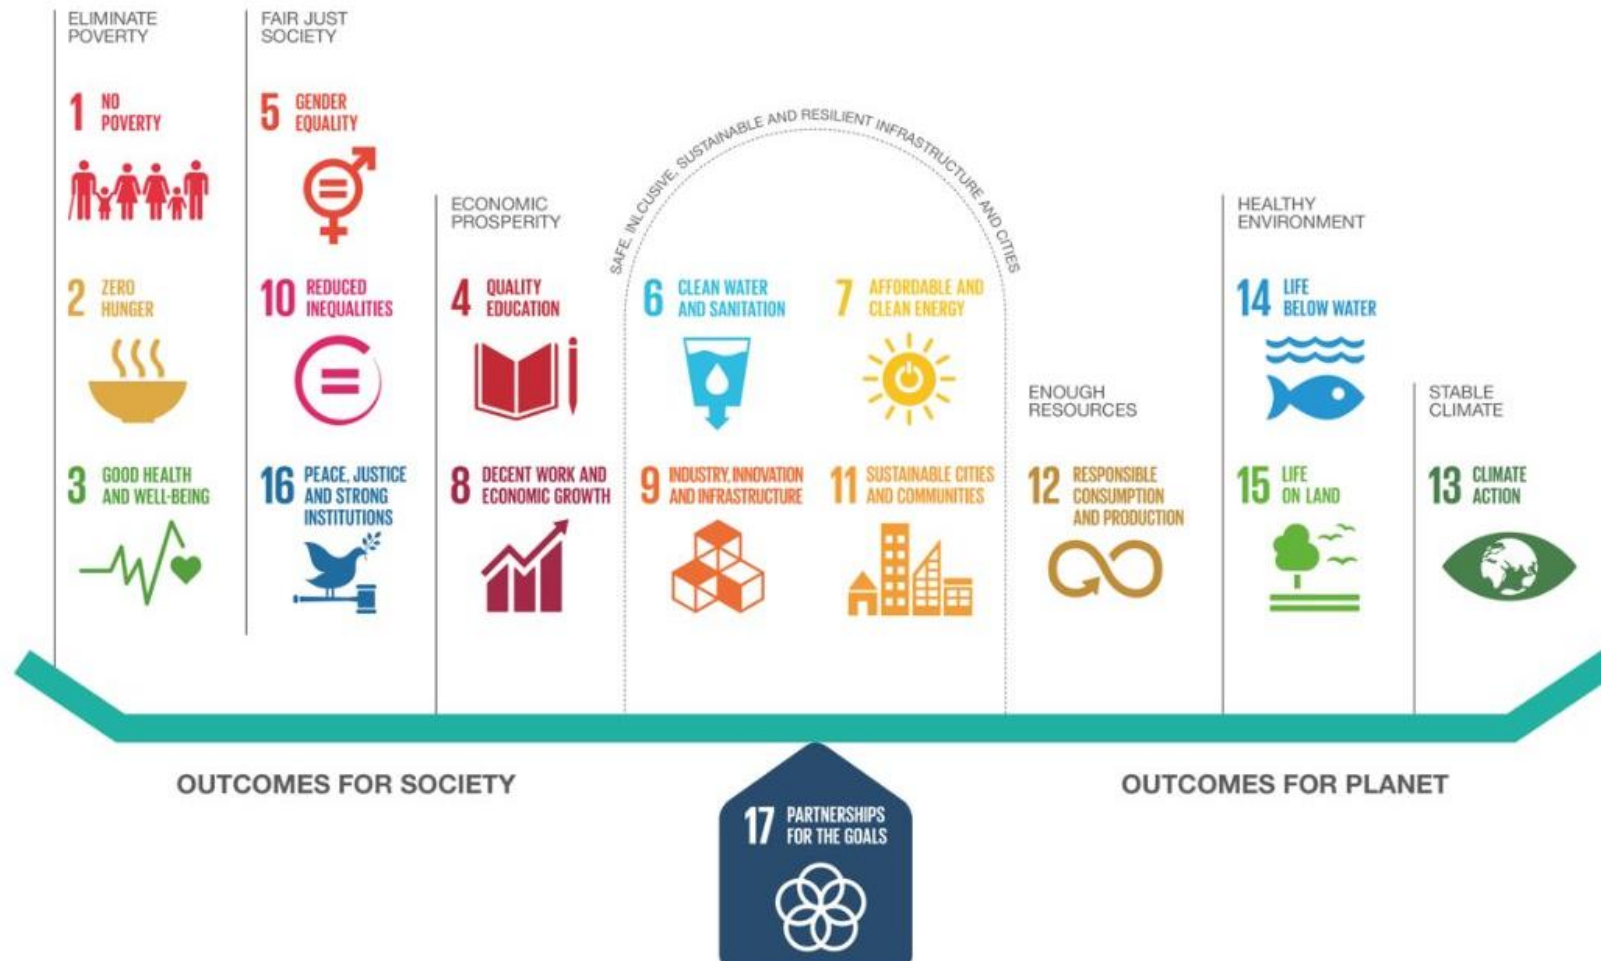 ELIMINATE
POVERTY
1 NO
POVERTY
2 ZERO
HUNGER
3 GOOD HEALTH
AND WELL-BEING
FAIR JUST
SOCIETY
5 GENDER
EQUALITY
10 REDUCED
INEQUALITIES
16 PEACE, JUSTICE
AND STRONG
INSTITUTIONS
ECONOMIC
PROSPERITY
4 QUALITY
EDUCATION
8 DECENT WORK AND
ECONOMIC GROWTH
SAFE, INLCUSIVE, SUSTAINABLE AND RESILIENT INFRASTRUCTURE AND CITIES
6 CLEAN WATER
AND SANITATION
7 AFFORDABLE AND
CLEAN ENERGY
9 INDUSTRY, INNOVATION
AND INFRASTRUCTURE
11 SUSTAINABLE CITIES
AND COMMUNITIES
ENOUGH
RESOURCES
12 RESPONSIBLE
CONSUMPTION
AND PRODUCTION
HEALTHY
ENVIRONMENT
14 LIFE
BELOW WATER
15 LIFE
ON LAND
STABLE
CLIMATE
13 CLIMATE
ACTION
OUTCOMES FOR SOCIETY
OUTCOMES FOR PLANET
17 PARTNERSHIPS
FOR THE GOALS